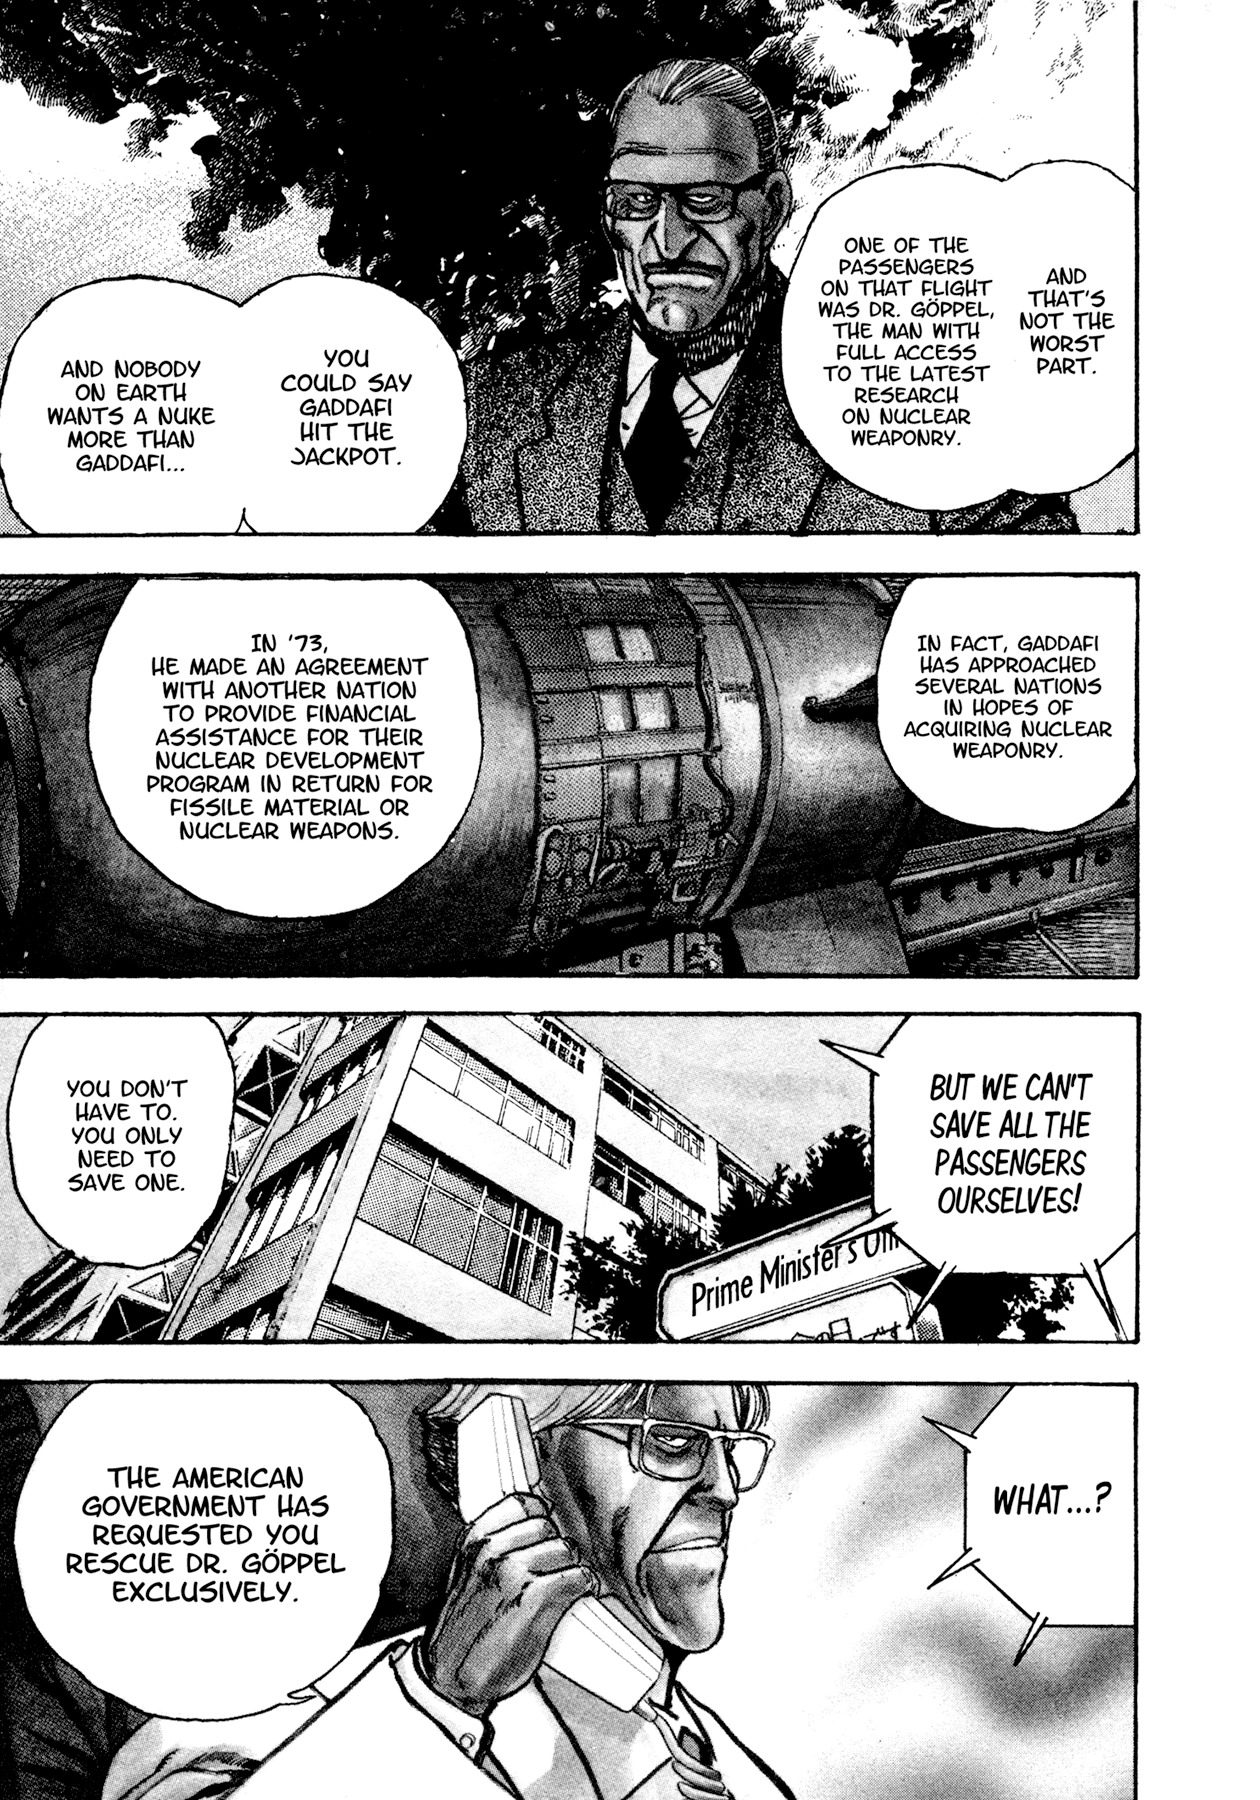 AND
THAT'S
NOT THE
WORST
PART.
ONE OF THE
PASSENGERS
ON THAT FLIGHT
WAS DR. GÖPPEL,
THE MAN WITH
FULL ACCESS
TO THE LATEST
RESEARCH
ON NUCLEAR
WEAPONRY.
YOU
COULD SAY
GADDAFI
HIT THE
JACKPOT.
AND NOBODY
ON EARTH
WANTS A NUKE
MORE THAN
GADDAFI...
IN FACT, GADDAFI
HAS APPROACHED
SEVERAL NATIONS
IN HOPES OF
ACQUIRING NUCLEAR
WEAPONRY.
IN '73,
HE MADE AN AGREEMENT
WITH ANOTHER NATION
TO PROVIDE FINANCIAL
ASSISTANCE FOR THEIR
NUCLEAR DEVELOPMENT
PROGRAM IN RETURN FOR
FISSILE MATERIAL OR
NUCLEAR WEAPONS.
BUT WE CAN'T
SAVE ALL THE
PASSENGERS
OURSELVES!
Prime Minister's
YOU DON'T
HAVE TO.
YOU ONLY
NEED TO
SAVE ONE.
WHAT...?
THE AMERICAN
GOVERNMENT HAS
REQUESTED YOU
RESCUE DR. GÖPPEL
EXCLUSIVELY.